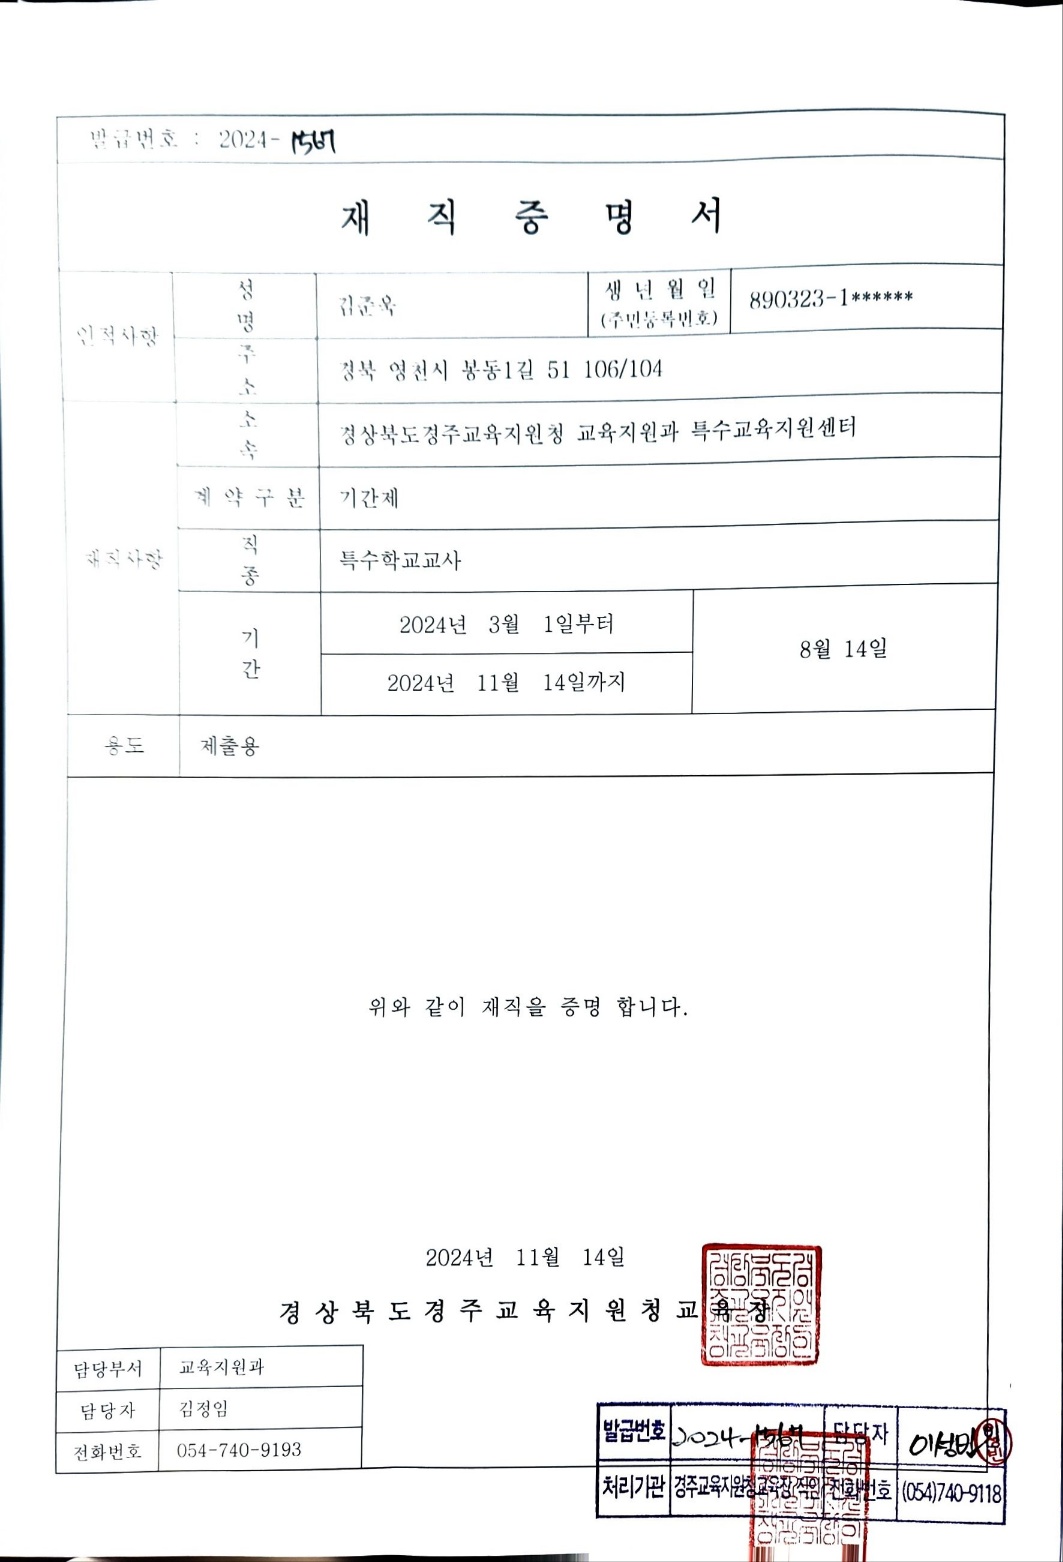 발급번호 : 2024-1567
재 직 증 명 서
인적사항
성 명
김준욱
생 년 월 일
(주민등록번호)
890323-1******
주 소
경북 영천시 봉동1길 51 106/104
재직사항
소 속
경상북도경주교육지원청 교육지원과 특수교육지원센터
계 약 구 분
기간제
직 종
특수학교교사
기 간
2024년 3월 1일부터
2024년 11월 14일까지
8월 14일
용도
제출용
위와 같이 재직을 증명 합니다.
2024년 11월 14일
경 상 북 도 경 주 교 육 지 원 청 교 육 장
담당부서 교육지원과
담당자 김정임
전화번호 054-740-9193
발급번호 2024-1567 담당자
처리기관 경주교육지원청교육장직인 전화번호 (054)740-9118